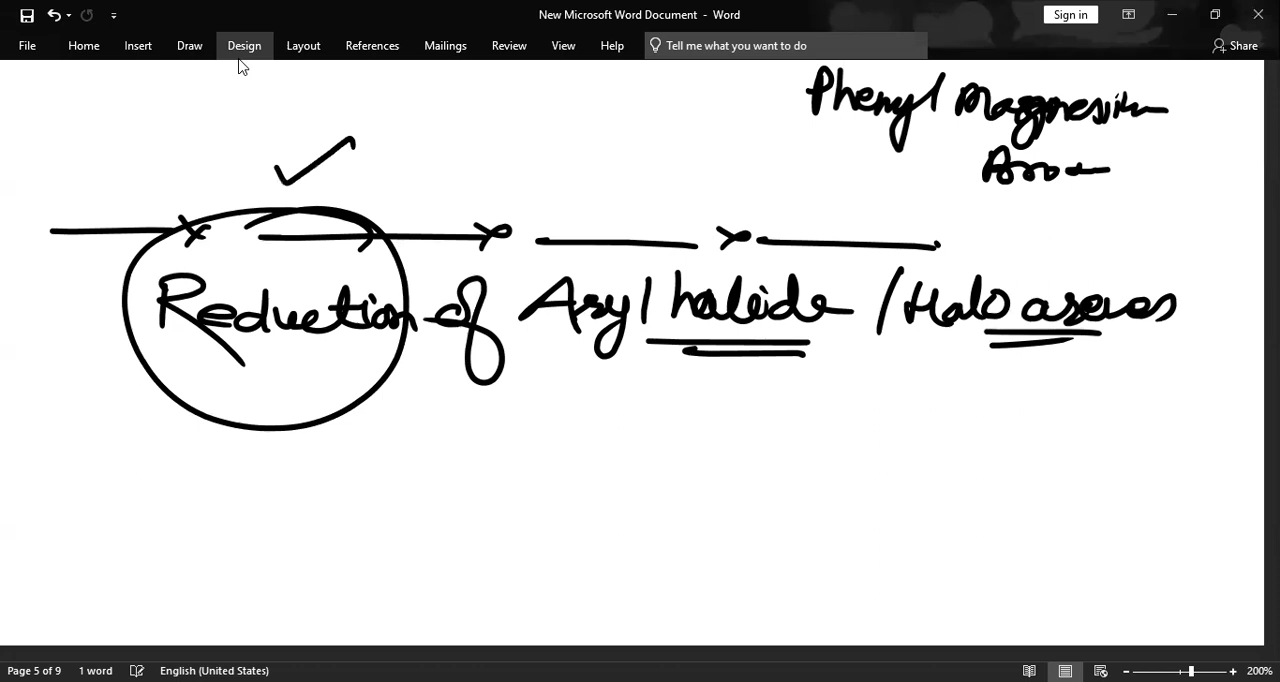 New Microsoft Word Document - Word
Sign in
File Home Insert Draw Design Layout References Mailings Review View Help Tell me what you want to do Share
Phenyl Magnesium
Reduction of Aryl halide / Halo arenes
Page 5 of 9 1 word English (United States) 200%